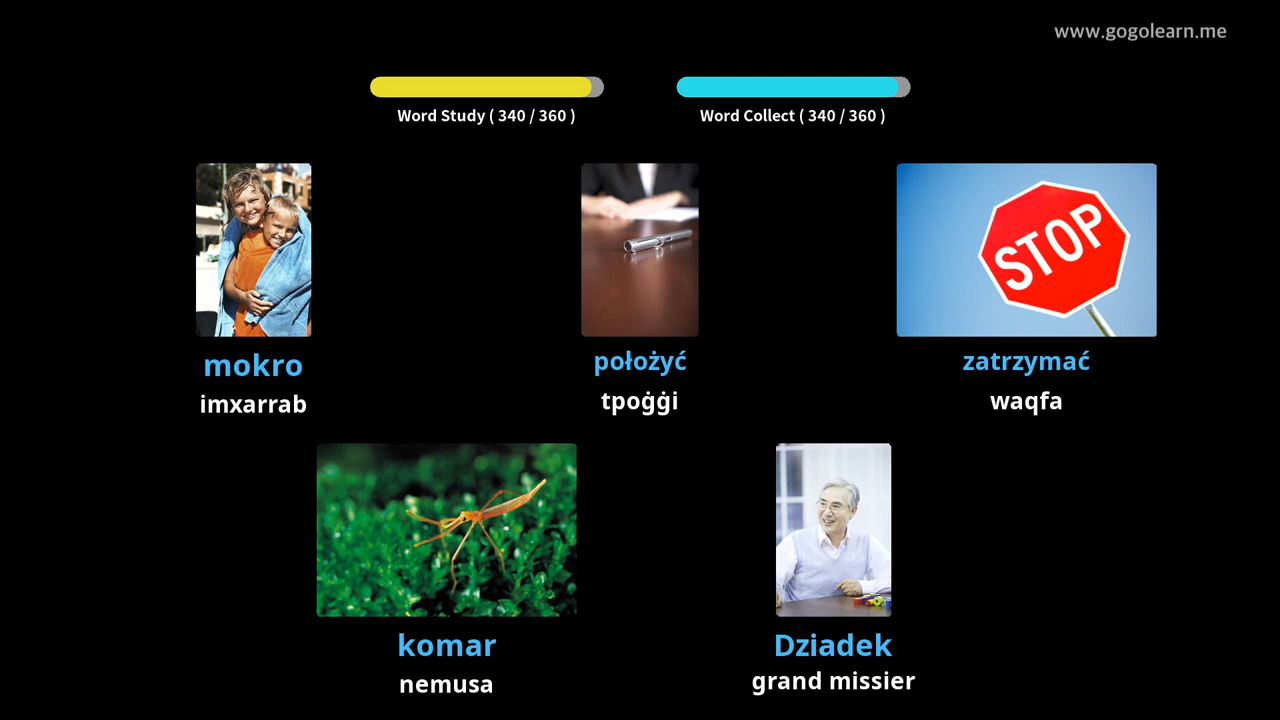 www.gogolearn.me
Word Study ( 340 / 360 )
Word Collect ( 340 / 360 )
STOP
mokro
położyć
zatrzymać
imxarrab
tpoġġi
waqfa
komar
Dziadek
nemusa
grand missier